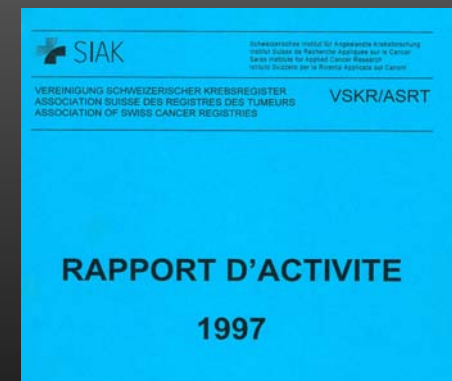 SIAK
Schweizerisches Institut für Angewandte Krebsforschung
Institut Suisse de Recherche Appliquée sur le Cancer
Swiss Institute for Applied Cancer Research
Istituto Svizzero per la Ricerca Applicata sul Cancro
VEREINIGUNG SCHWEIZERISCHER KREBSREGISTER
ASSOCIATION SUISSE DES REGISTRES DES TUMEURS
ASSOCIATION OF SWISS CANCER REGISTRIES
VSKR/ASRT
RAPPORT D'ACTIVITE
1997